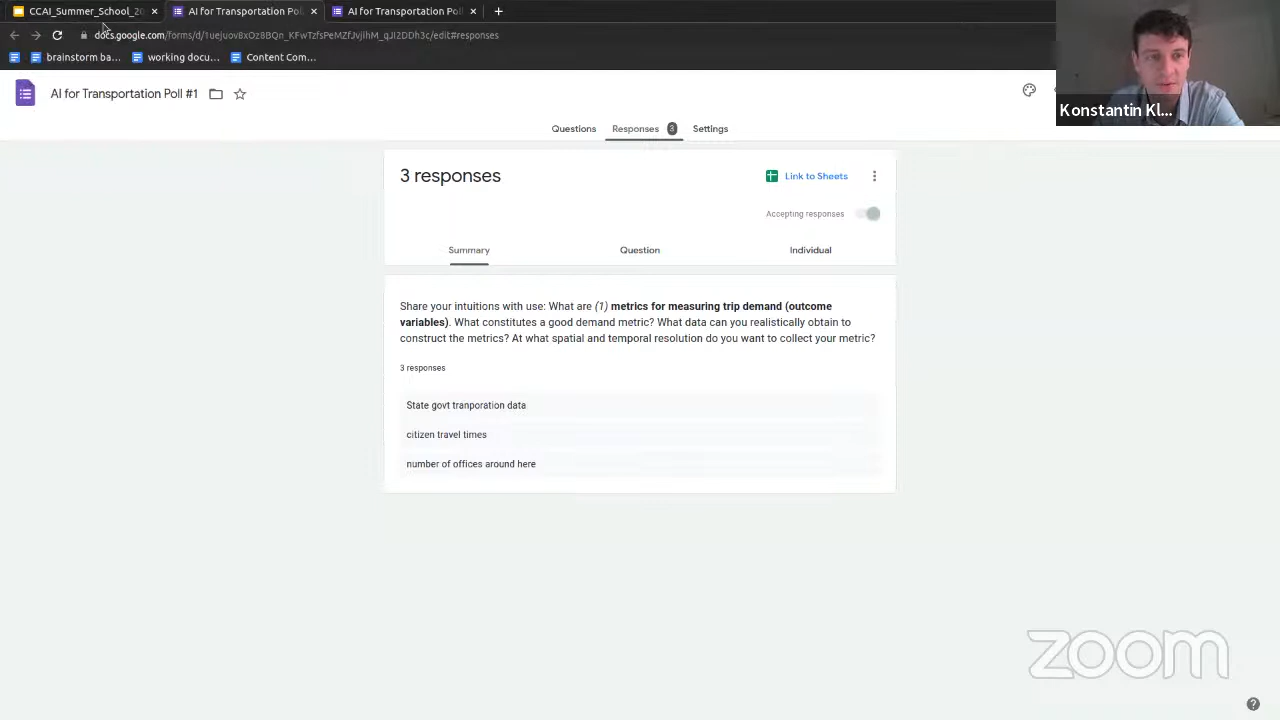 CCAI_Summer_School_20
AI for Transportation Poll
AI for Transportation Poll
docs.google.com/forms/d/1uejuov8xOz8BQn_KFwTzfsPeMZfJvjlhM_qJI2DDh3c/edit#responses
brainstorm ba...
working docu...
Content Com...
AI for Transportation Poll #1
Konstantin Kl...
Questions
Responses 3
Settings
3 responses
Link to Sheets
Accepting responses
Summary
Question
Individual
Share your intuitions with use: What are (1) metrics for measuring trip demand (outcome
variables). What constitutes a good demand metric? What data can you realistically obtain to
construct the metrics? At what spatial and temporal resolution do you want to collect your metric?
3 responses
State govt tranporation data
citizen travel times
number of offices around here
zoom